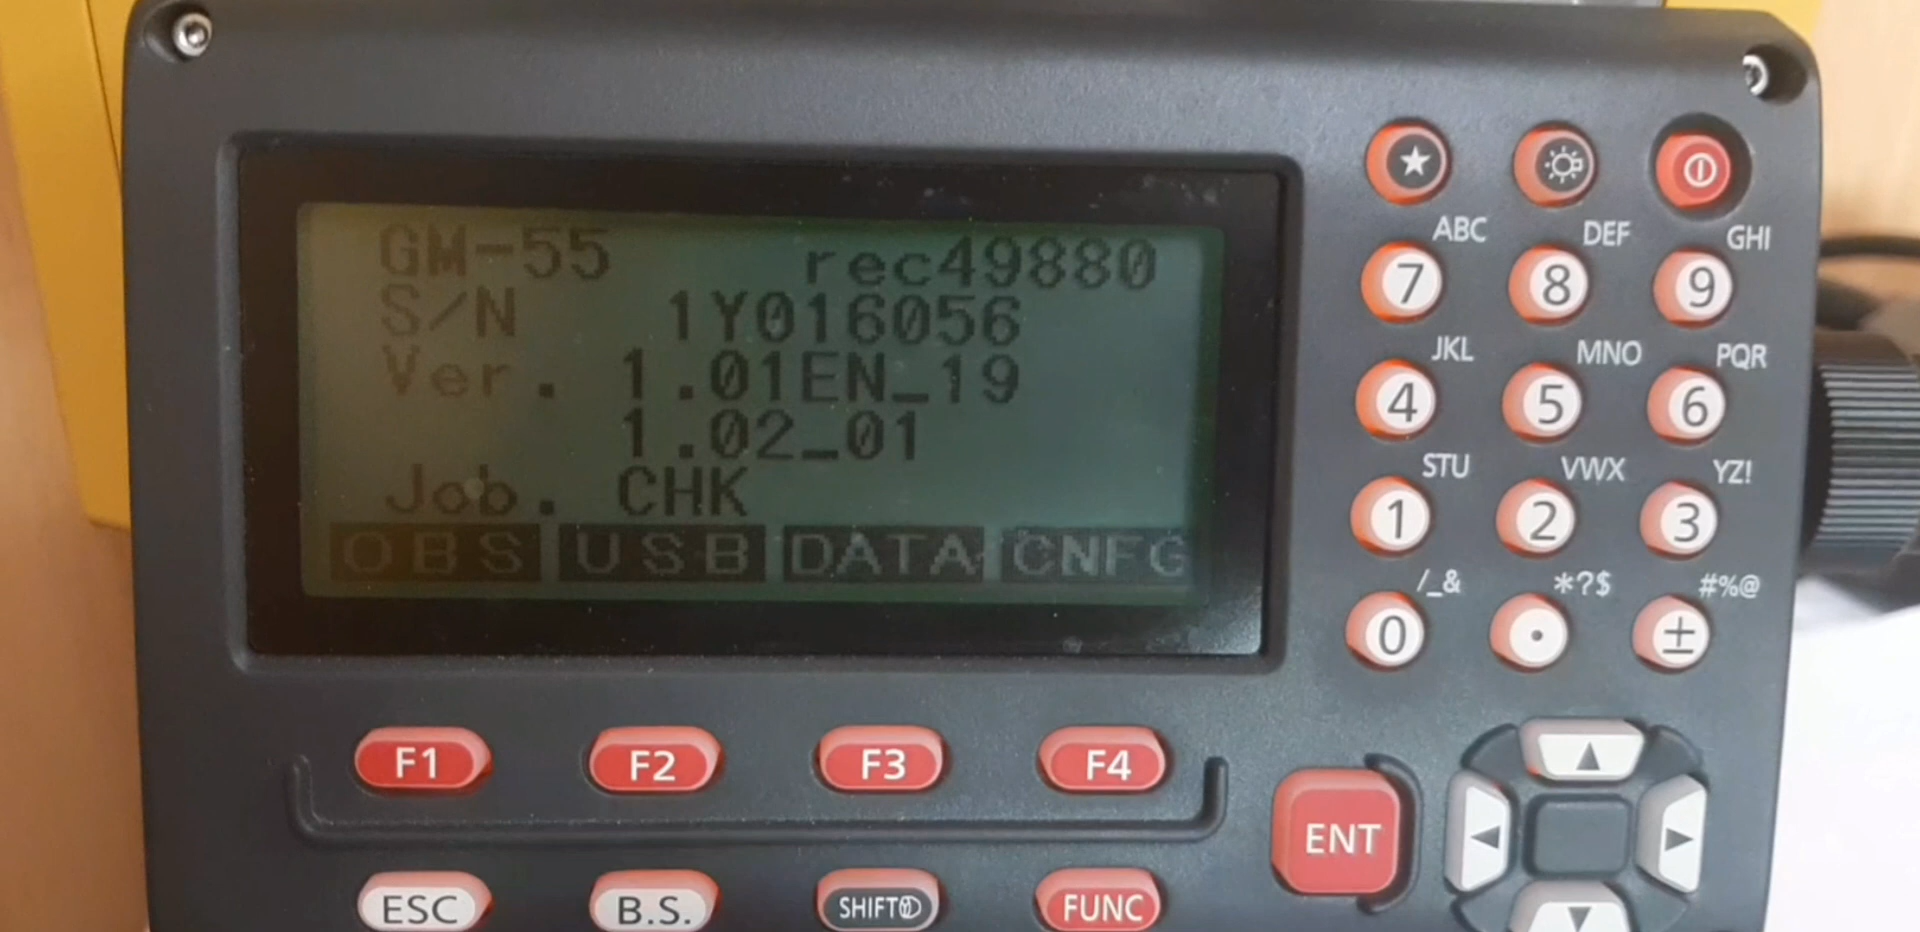 GM-55 rec49880
S/N 1Y016056
Ver. 1.01EN_19
1.02_01
Job. CHK
OBS USB DATA CNFG
ABC DEF GHI
7 8 9
JKL MNO PQR
4 5 6
STU VWX YZ!
1 2 3
/_& *?$ #%@
0 . ±
F1 F2 F3 F4
ENT
ESC B.S. SHIFT FUNC